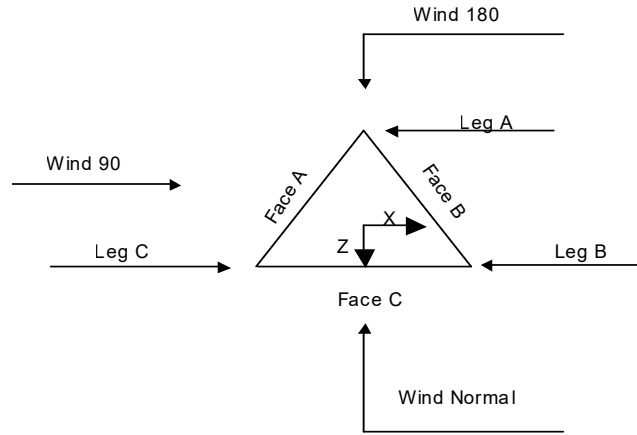 Wind 180
Leg A
Wind 90
Face A
Face B
X
Z
Leg C
Leg B
Face C
Wind Normal